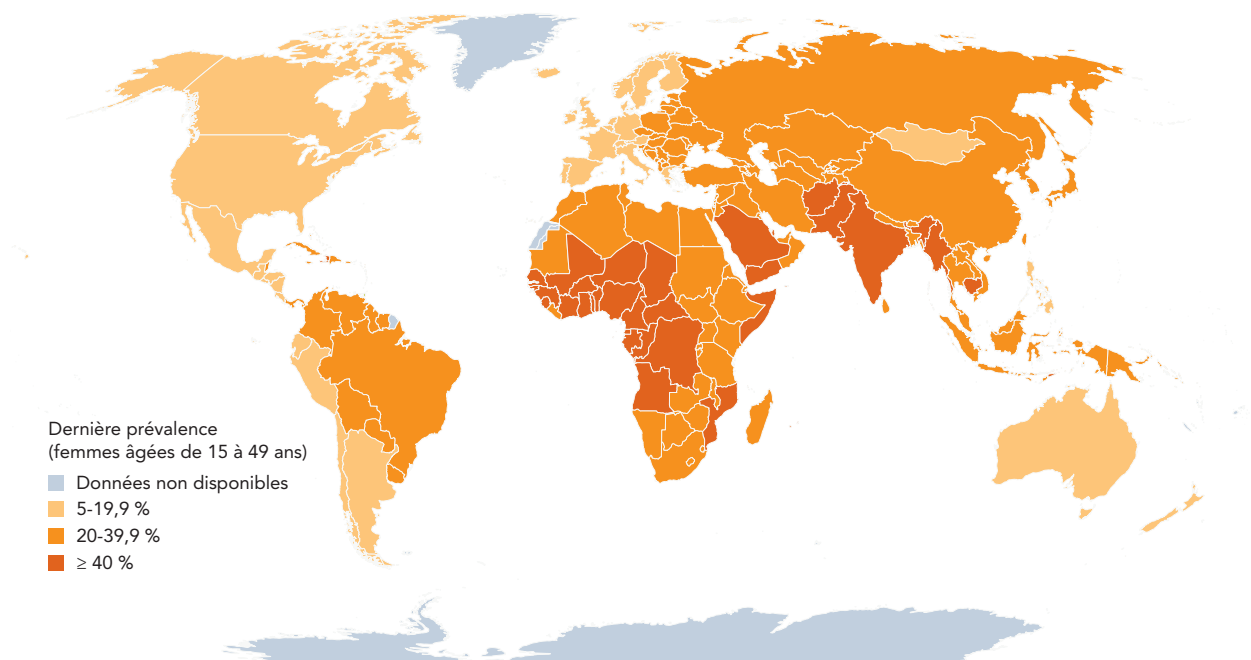 Dernière prévalence
(femmes âgées de 15 à 49 ans)
Données non disponibles
5-19,9 %
20-39,9 %
≥ 40 %